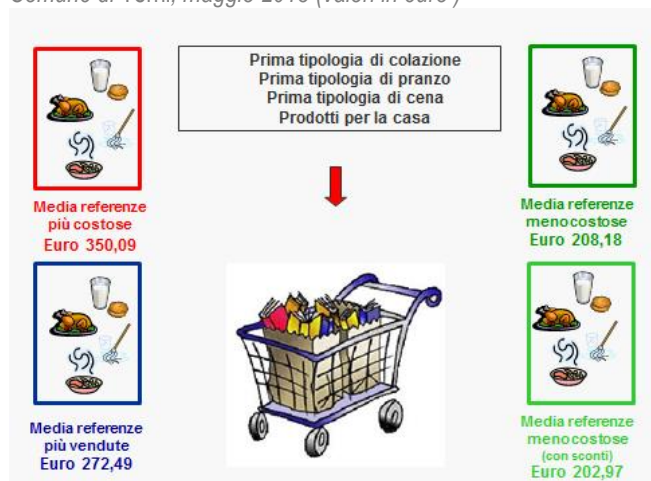 Comune di Terni, maggio 2015 (valori in euro )
Prima tipologia di colazione
Prima tipologia di pranzo
Prima tipologia di cena
Prodotti per la casa
Media referenze
più costose
Euro 350,09
Media referenze
menocostose
Euro 208,18
Media referenze
più vendute
Euro 272,49
Media referenze
menocostose
(con sconti)
Euro 202,97